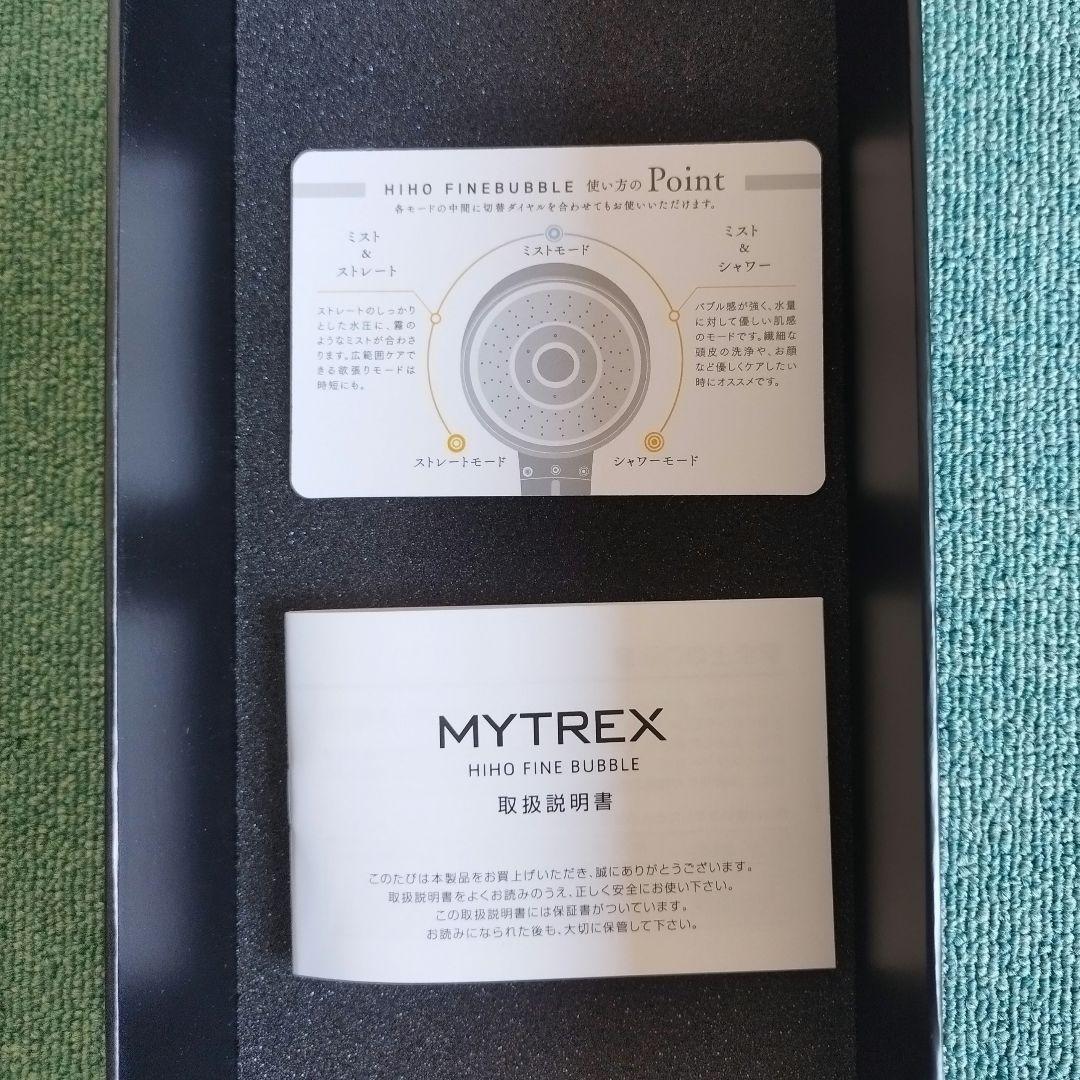 HIHO FINEBUBBLE 使い方の Point
各モードの中間に切替ダイヤルを合わせてもお使いいただけます。
ミスト
&
ストレート
ストレートのしっかり
とした水圧に、霧の
ようなミストが合わさ
ります。広範囲ケアで
きる欲張りモードは
時短にも。
ミストモード
ミスト
&
シャワー
バブル感が強く、水量
に対して優しい肌感
のモードです。繊細な
頭皮の洗浄や、お顔
など優しくケアしたい
時にオススメです。
ストレートモード
シャワーモード
MYTREX
HIHO FINE BUBBLE
取扱説明書
このたびは本製品をお買上げいただき、誠にありがとうございます。
取扱説明書をよくお読みのうえ、正しく安全にお使い下さい。
この取扱説明書には保証書がついています。
お読みになられた後も、大切に保管して下さい。